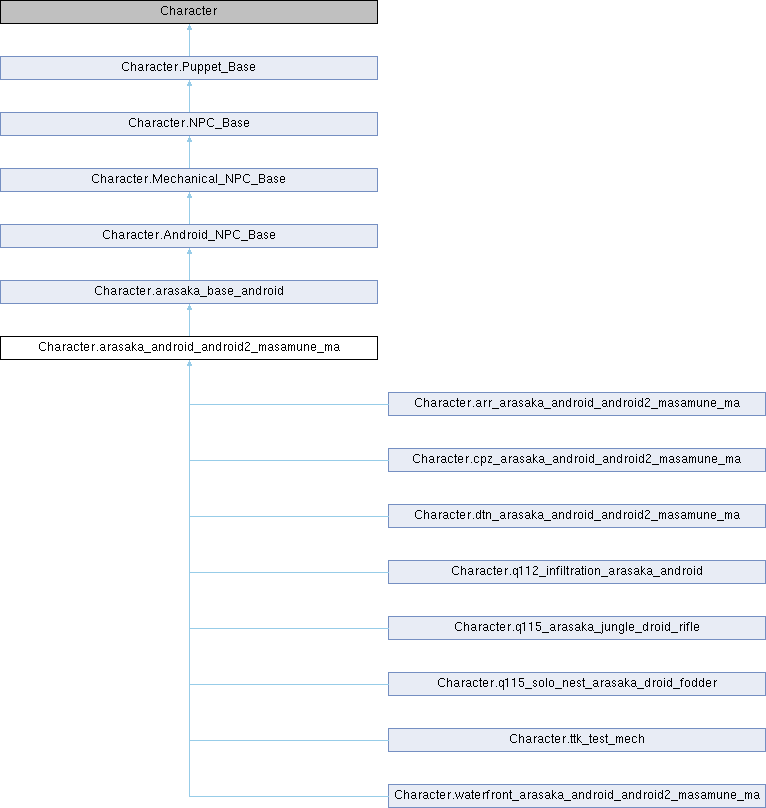 Character
Character.Puppet_Base
Character.NPC_Base
Character.Mechanical_NPC_Base
Character.Android_NPC_Base
Character.arasaka_base_android
Character.arasaka_android_android2_masamune_ma
Character.arr_arasaka_android_android2_masamune_ma
Character.cpz_arasaka_android_android2_masamune_ma
Character.dtn_arasaka_android_android2_masamune_ma
Character.q112_infiltration_arasaka_android
Character.q115_arasaka_jungle_droid_rifle
Character.q115_solo_nest_arasaka_droid_fodder
Character.ttk_test_mech
Character.waterfront_arasaka_android_android2_masamune_ma